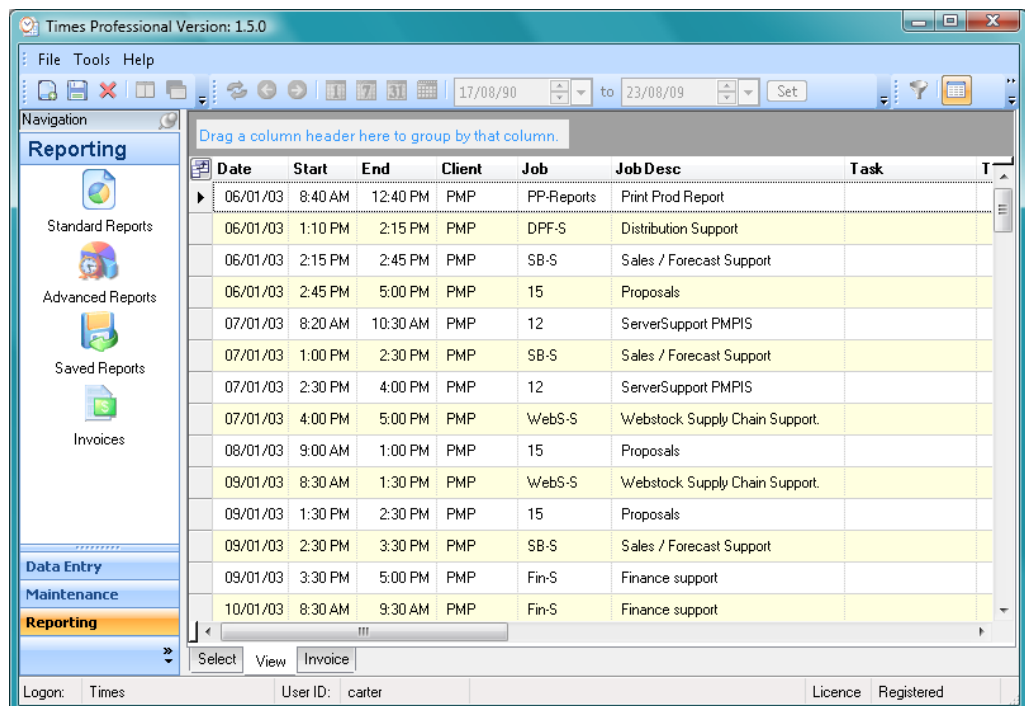 Times Professional Version: 1.5.0
File Tools Help
1 7 31 17/08/90 to 23/08/09 Set
Navigation
Reporting
Standard Reports
Advanced Reports
Saved Reports
Invoices
Data Entry
Maintenance
Reporting
Drag a column header here to group by that column.
Date Start End Client Job JobDesc Task T
06/01/03 8:40 AM 12:40 PM PMP PP-Reports Print Prod Report
06/01/03 1:10 PM 2:15 PM PMP DPF-S Distribution Support
06/01/03 2:15 PM 2:45 PM PMP SB-S Sales / Forecast Support
06/01/03 2:45 PM 5:00 PM PMP 15 Proposals
07/01/03 8:20 AM 10:30 AM PMP 12 ServerSupport PMPIS
07/01/03 1:00 PM 2:30 PM PMP SB-S Sales / Forecast Support
07/01/03 2:30 PM 4:00 PM PMP 12 ServerSupport PMPIS
07/01/03 4:00 PM 5:00 PM PMP WebS-S Webstock Supply Chain Support.
08/01/03 9:00 AM 1:00 PM PMP 15 Proposals
09/01/03 8:30 AM 1:30 PM PMP WebS-S Webstock Supply Chain Support.
09/01/03 1:30 PM 2:30 PM PMP 15 Proposals
09/01/03 2:30 PM 3:30 PM PMP SB-S Sales / Forecast Support
09/01/03 3:30 PM 5:00 PM PMP Fin-S Finance support
10/01/03 8:30 AM 9:30 AM PMP Fin-S Finance support
Select View Invoice
Logon: Times User ID: carter Licence Registered